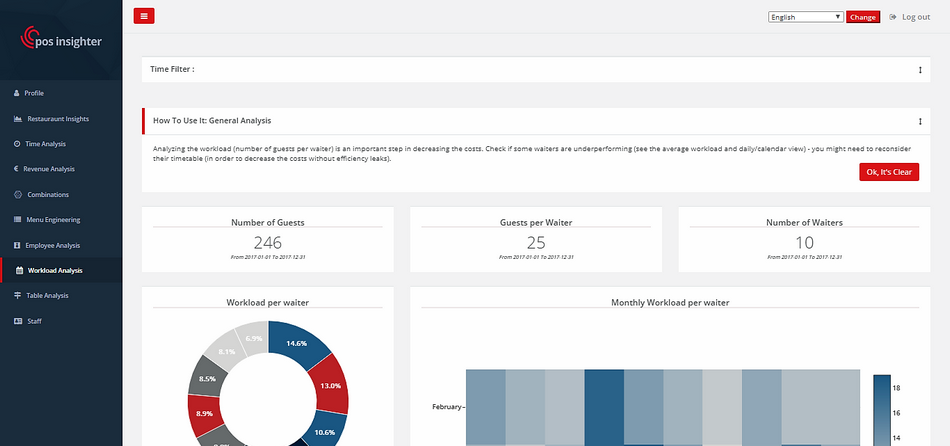 English
Change
Log out
pos insighter
Time Filter :
Profile
Restauraunt Insights
How To Use It: General Analysis
Time Analysis
Analyzing the workload (number of guests per waiter) is an important step in decreasing the costs. Check if some waiters are underperforming (see the average workload and daily/calendar view) - you might need to reconsider
their timetable (in order to decrease the costs without efficiency leaks).
Revenue Analysis
Ok, It's Clear
Combinations
Menu Engineering
Employee Analysis
Workload Analysis
Table Analysis
Staff
Number of Guests
246
From 2017-01-01 To 2017-12-31
Guests per Waiter
25
From 2017-01-01 To 2017-12-31
Number of Waiters
10
From 2017-01-01 To 2017-12-31
Workload per waiter
6.9%
14.6%
8.1%
8.5%
13.0%
8.9%
10.6%
Monthly Workload per waiter
February
18
16
14